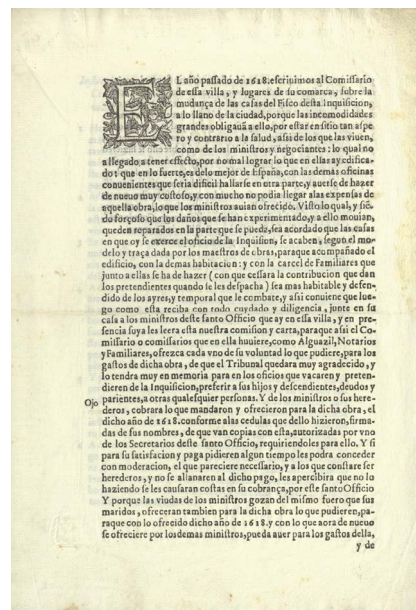 EL año passado de 1618. escriuimos al Comissario
de essa villa, y lugares de su comarca, sobre la
mudança de las casas del Fisco desta Inquisicion,
a lo llano de la ciudad, porque las incomodidades
grandes obligauã a ello, por estar en sitio tan aspe
ro y contrario a la salud, assi de los que las viuen,
como de los ministros y negociantes: lo qual no
a llegado a tener effecto, por no mal lograr lo que en ellas ay edifica-
do: que en lo fuerte, es de lo mejor de España, con las demás oficinas
conuenientes que seria dificil hallarse en otra parte, y auerse de hazer
de nueuo muy costoso, y con mucho no podia llegar a las expensas de
aquella obra, lo que los ministros auian ofrecido. Visto lo qual, y siẽ
do forçoso que los daños que se han experimentado, y a ello mouian,
queden reparados en la parte que se pueda, sea acordado que las casas
en que oy se exerce el oficio de la Inquisision, se acaben, segun el mo-
delo y traça dada por los maestros de obras, paraque acompañado el
edificio, con la demas habitacion: y con la carcel de Familiares que
junto a ellas se ha de hazer (con que cessara la contribucion que dan
los pretendientes quando se les despacha) sea mas habitable y defen-
dido de los ayres, y temporal que le combate, y assi conuiene que lue-
go como esta reciba con todo cuydado y diligencia, junte en su
casa a los ministros deste santo Officio que ay en essa villa, y en pre-
sencia suya les leera esta nuestra comission y carta, paraque assi el Co-
missario o comissarios que en ella huuiere, como Alguazil, Notarios
y Familiares, ofrezca cada vno de su voluntad lo que pudiere, para los
gastos de dicha obra, de que el Tribunal quedara muy agradecido, y
lo tendra muy en memoria para en los oficios que vacaren y preten-
dieren de la Inquisicion, preferir a sus hijos y descendientes, deudos y
parientes, a otras qualesquier personas. Y de los ministros o sus here-
Ojo
deros, cobrara lo que mandaron y ofrecieron para la dicha obra, el
dicho año de 1618. conforme a las cedulas que dello hizieron, firma-
das de sus nombres, de que van copias con esta, autorizadas por vno
de los Secretarios deste santo Officio, requiriendoles para ello, Y si
para su satisfacion y paga pidieren algun tiempo les podra conceder
con moderacion, el que pareciere necessario, y a los que constare ser
herederos, y no se allanaren al dicho pago, les apercibira que no lo
haziendo se les causaran costas en su cobrança, por este santo Officio
Y porque las viudas de los ministros gozan del mismo fuero que sus
maridos, ofreceran tambien para la dicha obra lo que pudieren, pa-
raque con lo ofrecido dicho año de 1618. y con lo que aora de nueuo
se ofreciere por los demas ministros, pueda auer para los gastos della,
y de